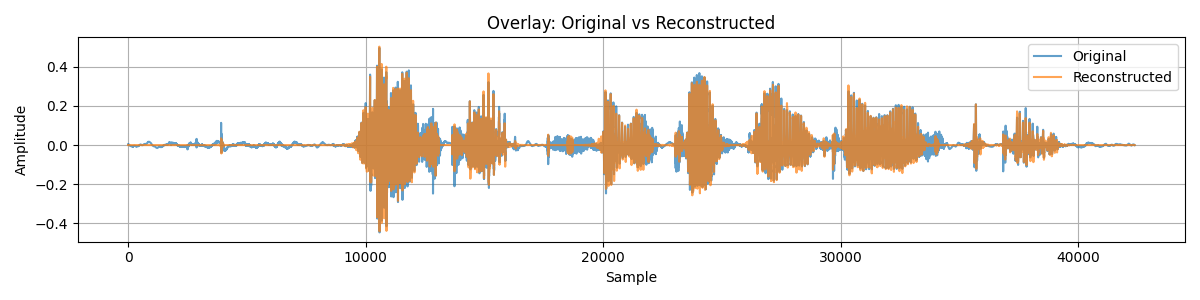 Overlay: Original vs Reconstructed
Original
Reconstructed
Amplitude
0.4
0.2
0.0
−0.2
−0.4
0 10000 20000 30000 40000
Sample